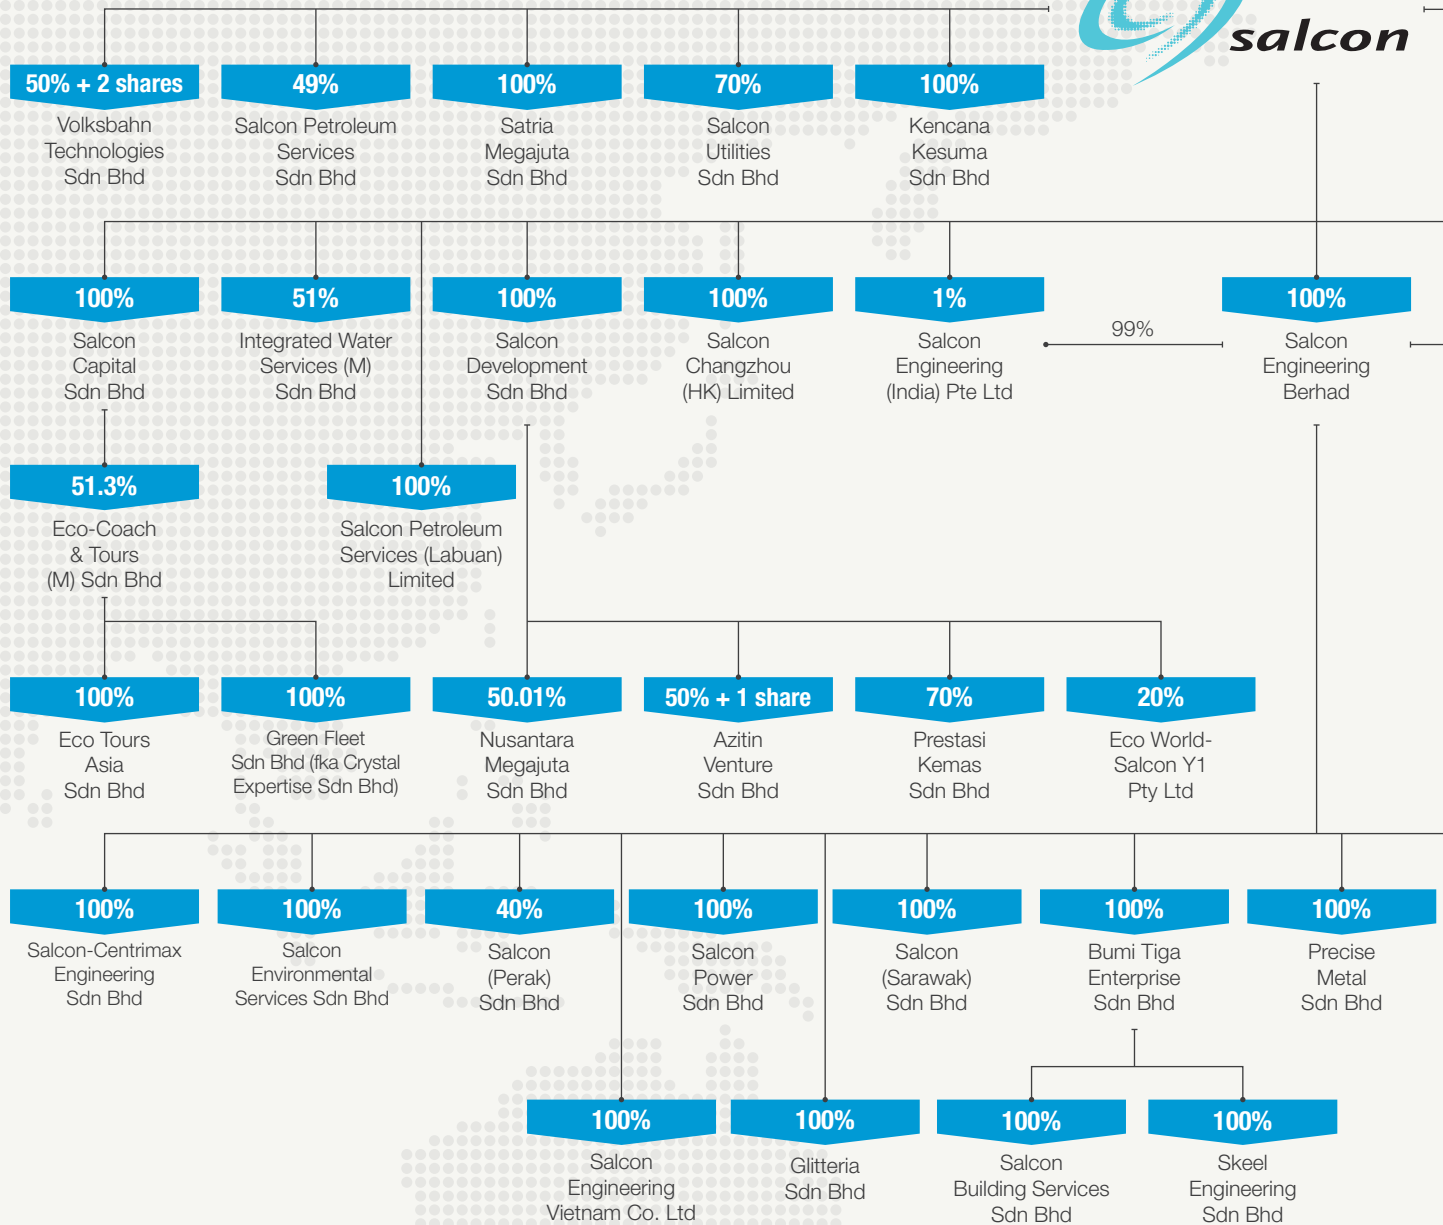 salcon
50% + 2 shares
Volksbahn
Technologies
Sdn Bhd
49%
Salcon Petroleum
Services
Sdn Bhd
100%
Satria
Megajuta
Sdn Bhd
70%
Salcon
Utilities
Sdn Bhd
100%
Kencana
Kesuma
Sdn Bhd
100%
Salcon
Capital
Sdn Bhd
51%
Integrated Water
Services (M)
Sdn Bhd
100%
Salcon
Development
Sdn Bhd
100%
Salcon
Changzhou
(HK) Limited
1%
Salcon
Engineering
(India) Pte Ltd
99%
100%
Salcon
Engineering
Berhad
51.3%
Eco-Coach
& Tours
(M) Sdn Bhd
100%
Salcon Petroleum
Services (Labuan)
Limited
100%
Eco Tours
Asia
Sdn Bhd
100%
Green Fleet
Sdn Bhd (fka Crystal
Expertise Sdn Bhd)
50.01%
Nusantara
Megajuta
Sdn Bhd
50% + 1 share
Azitin
Venture
Sdn Bhd
70%
Prestasi
Kemas
Sdn Bhd
20%
Eco World-
Salcon Y1
Pty Ltd
100%
Salcon-Centrimax
Engineering
Sdn Bhd
100%
Salcon
Environmental
Services Sdn Bhd
40%
Salcon
(Perak)
Sdn Bhd
100%
Salcon
Power
Sdn Bhd
100%
Salcon
(Sarawak)
Sdn Bhd
100%
Bumi Tiga
Enterprise
Sdn Bhd
100%
Precise
Metal
Sdn Bhd
100%
Salcon
Engineering
Vietnam Co. Ltd
100%
Glitteria
Sdn Bhd
100%
Salcon
Building Services
Sdn Bhd
100%
Skeel
Engineering
Sdn Bhd